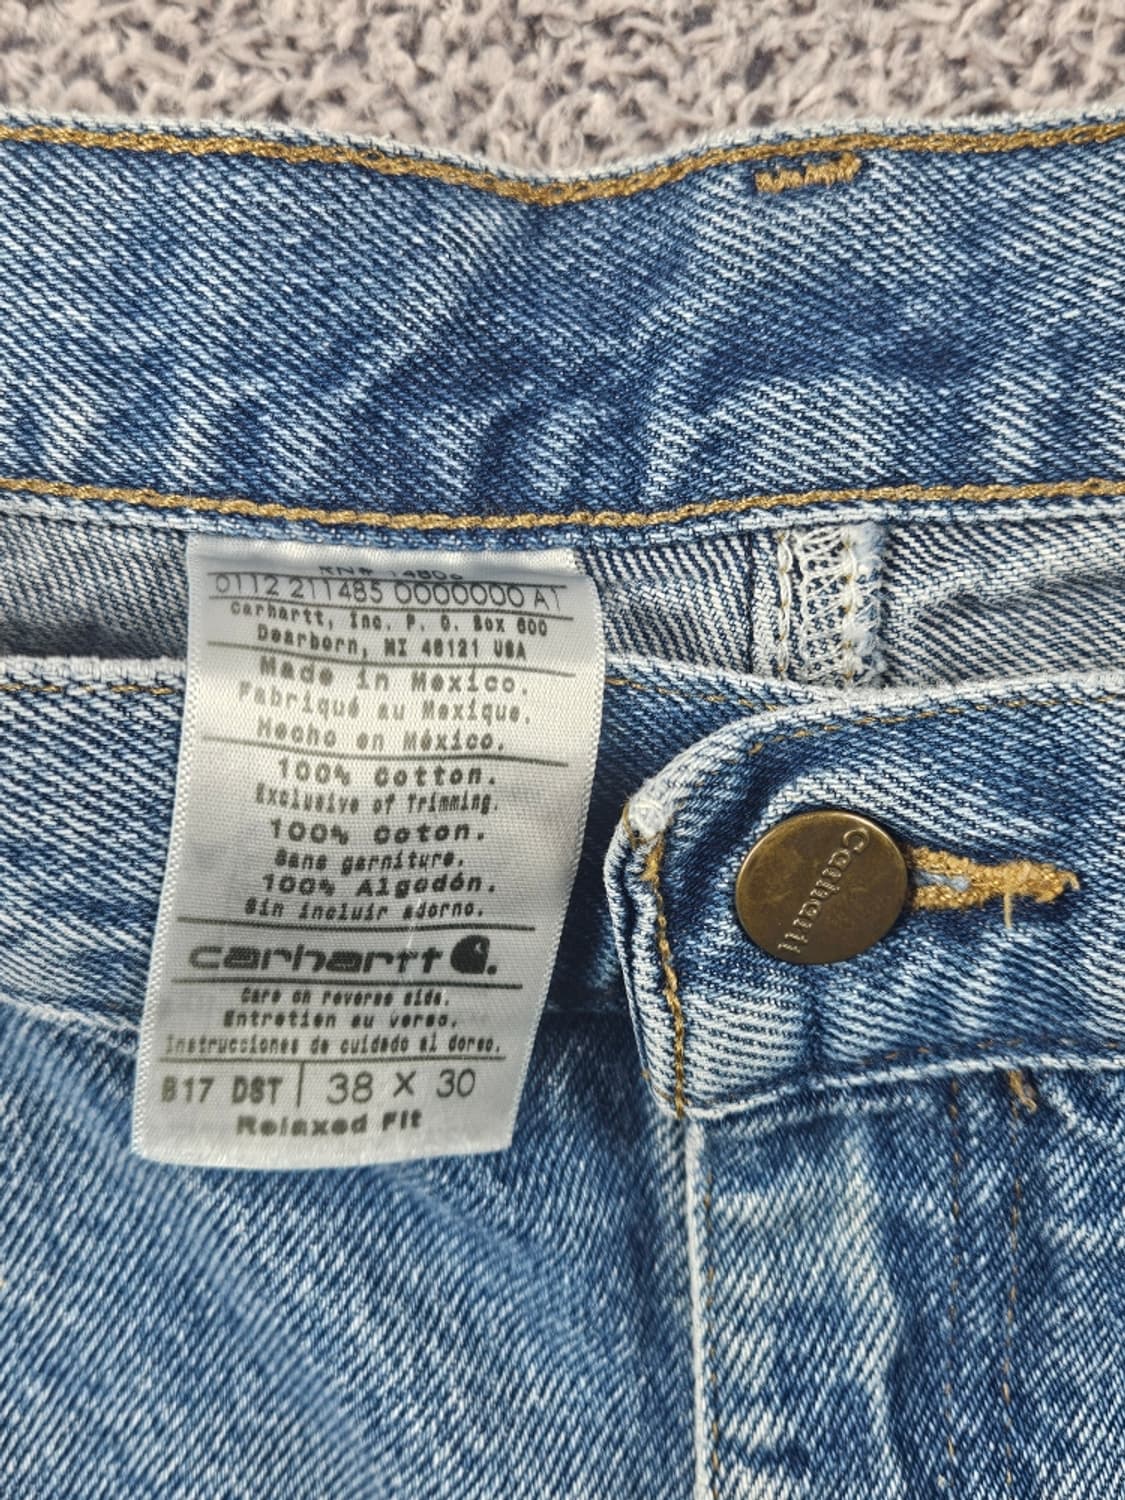 RN# 14806
0112 211485 0000000 A1
Carhartt, Inc. P. O. Box 600
Dearborn, MI 48121 USA
Made in Mexico.
Fabriqué au Mexique.
Hecho en México.
100% Cotton.
Exclusive of Trimming.
100% Coton.
Sans garniture.
100% Algodón.
Sin incluir adorno.
carhartt
Care on reverse side.
Entretien au verso.
Instrucciones de cuidado al dorso.
B17 DST | 38 X 30
Relaxed Fit
Carhartt